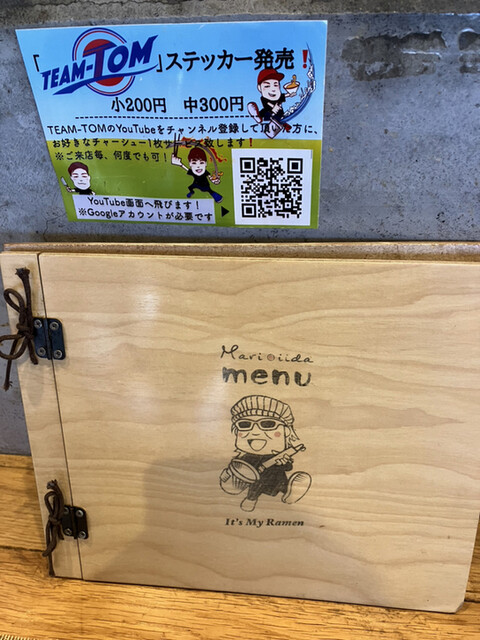 「TEAM-TOM」ステッカー発売❗
小200円 中300円
TEAM-TOMのYouTubeをチャンネル登録して頂いた方に、
お好きなチャーシュー1枚サービス致します！
※ご来店毎、何度でも可！
YouTube画面へ飛びます！
※Googleアカウントが必要です
Mari◎iida
menu
It's My Ramen